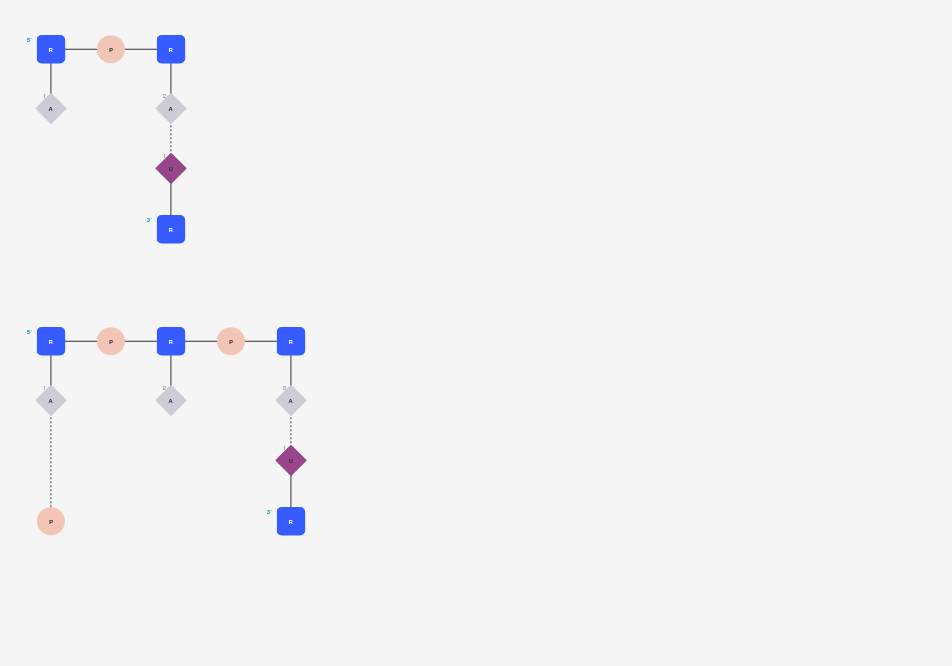 5' R P R
1 A 2 A
1 U
3' R
5' R P R P R
1 A 2 A 3 A
1 U
3'
P R